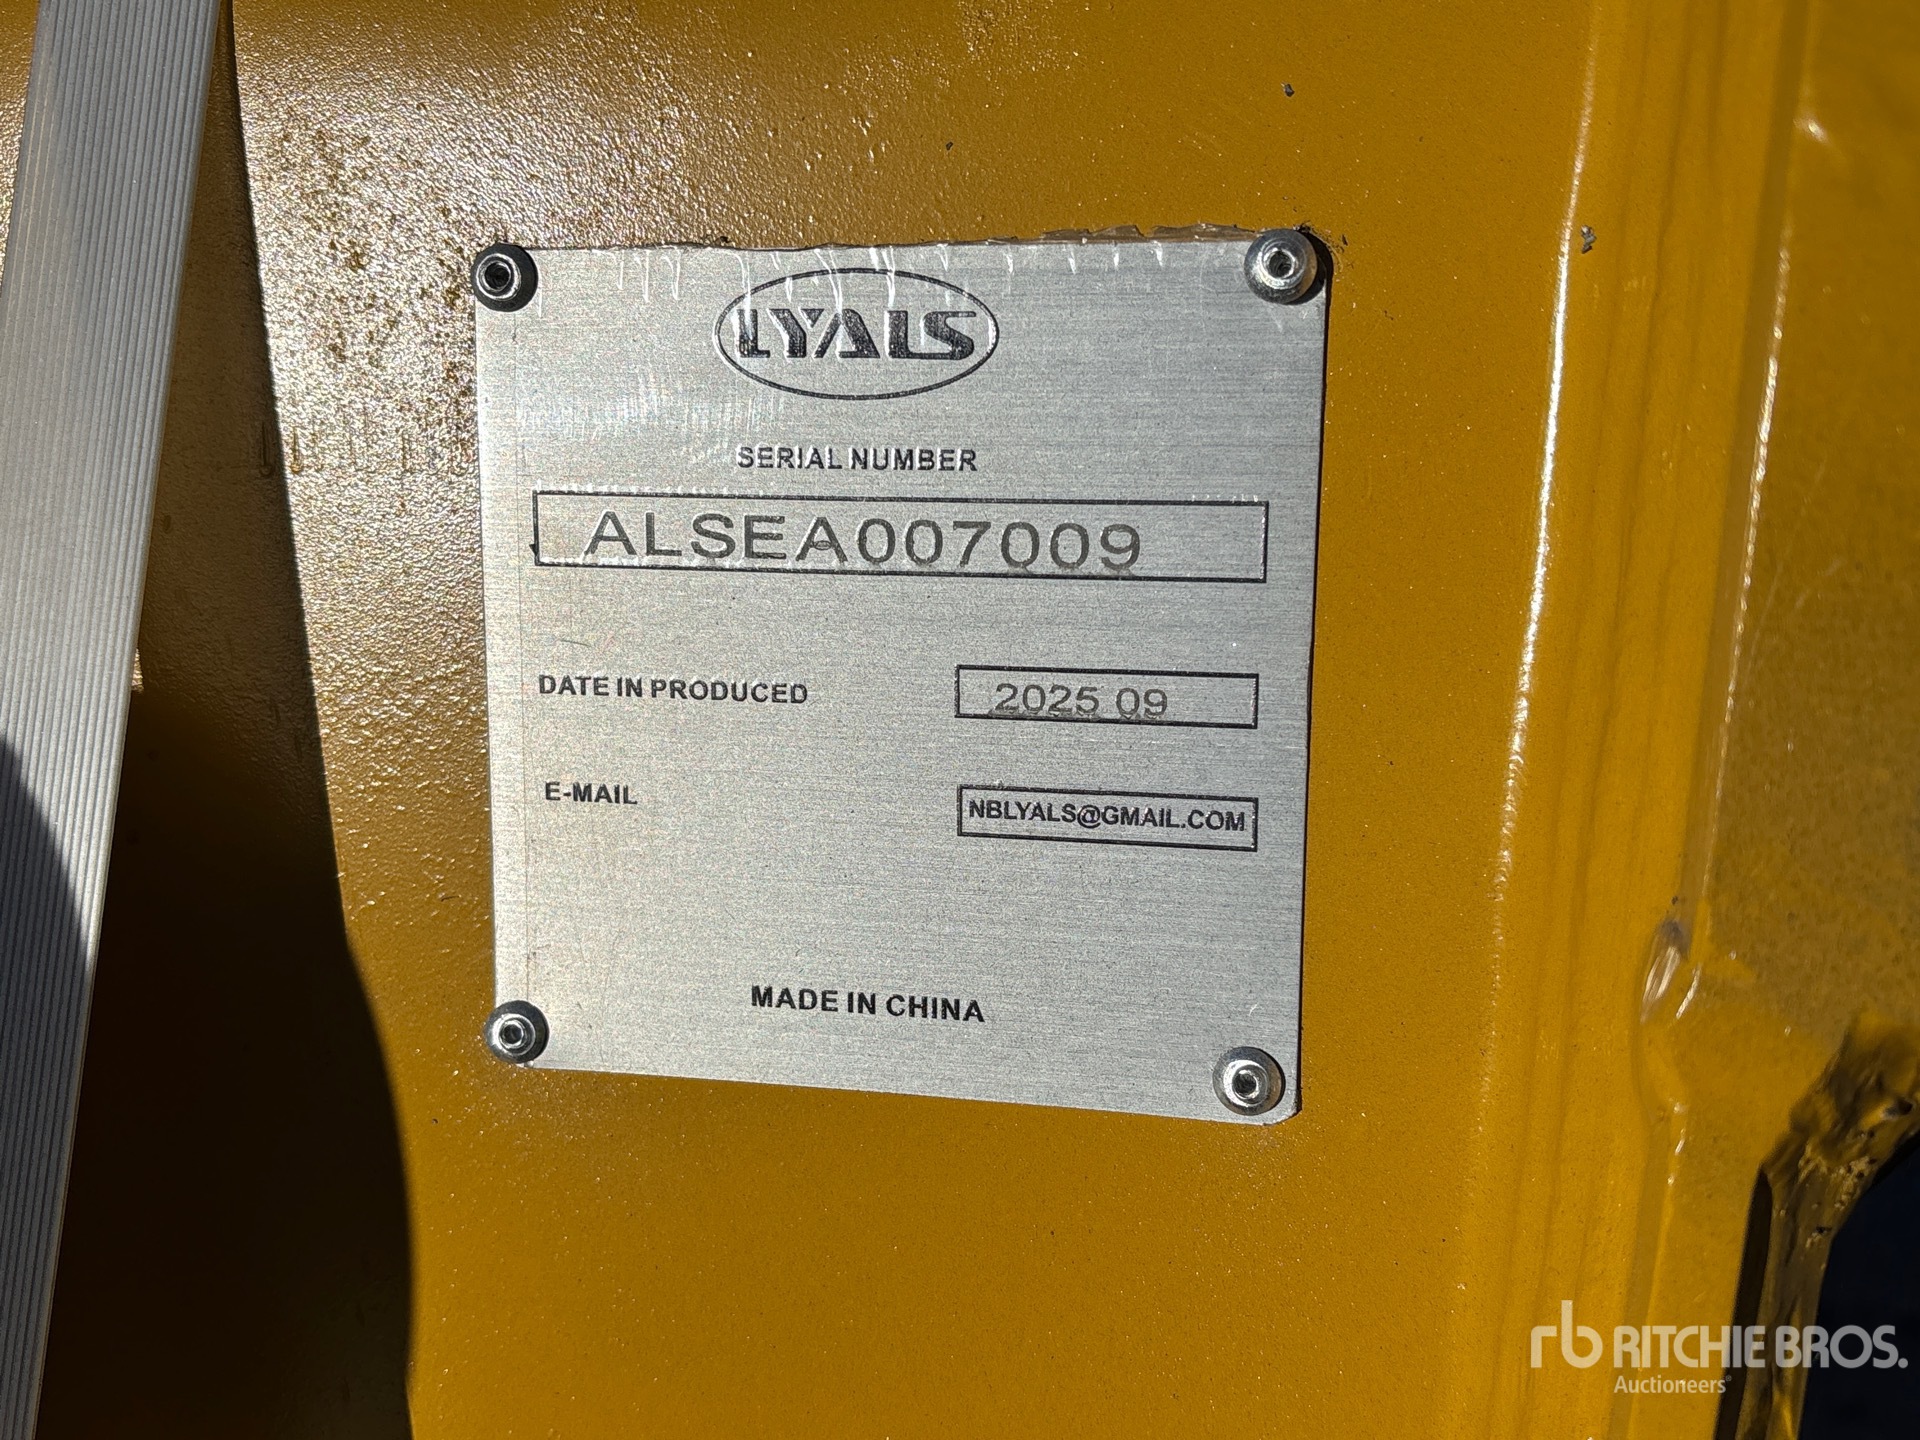 LYALS
SERIAL NUMBER
ALSEA007009
DATE IN PRODUCED 2025 09
E-MAIL NBLYALS@GMAIL.COM
MADE IN CHINA
rb RITCHIE BROS.
Auctioneers®